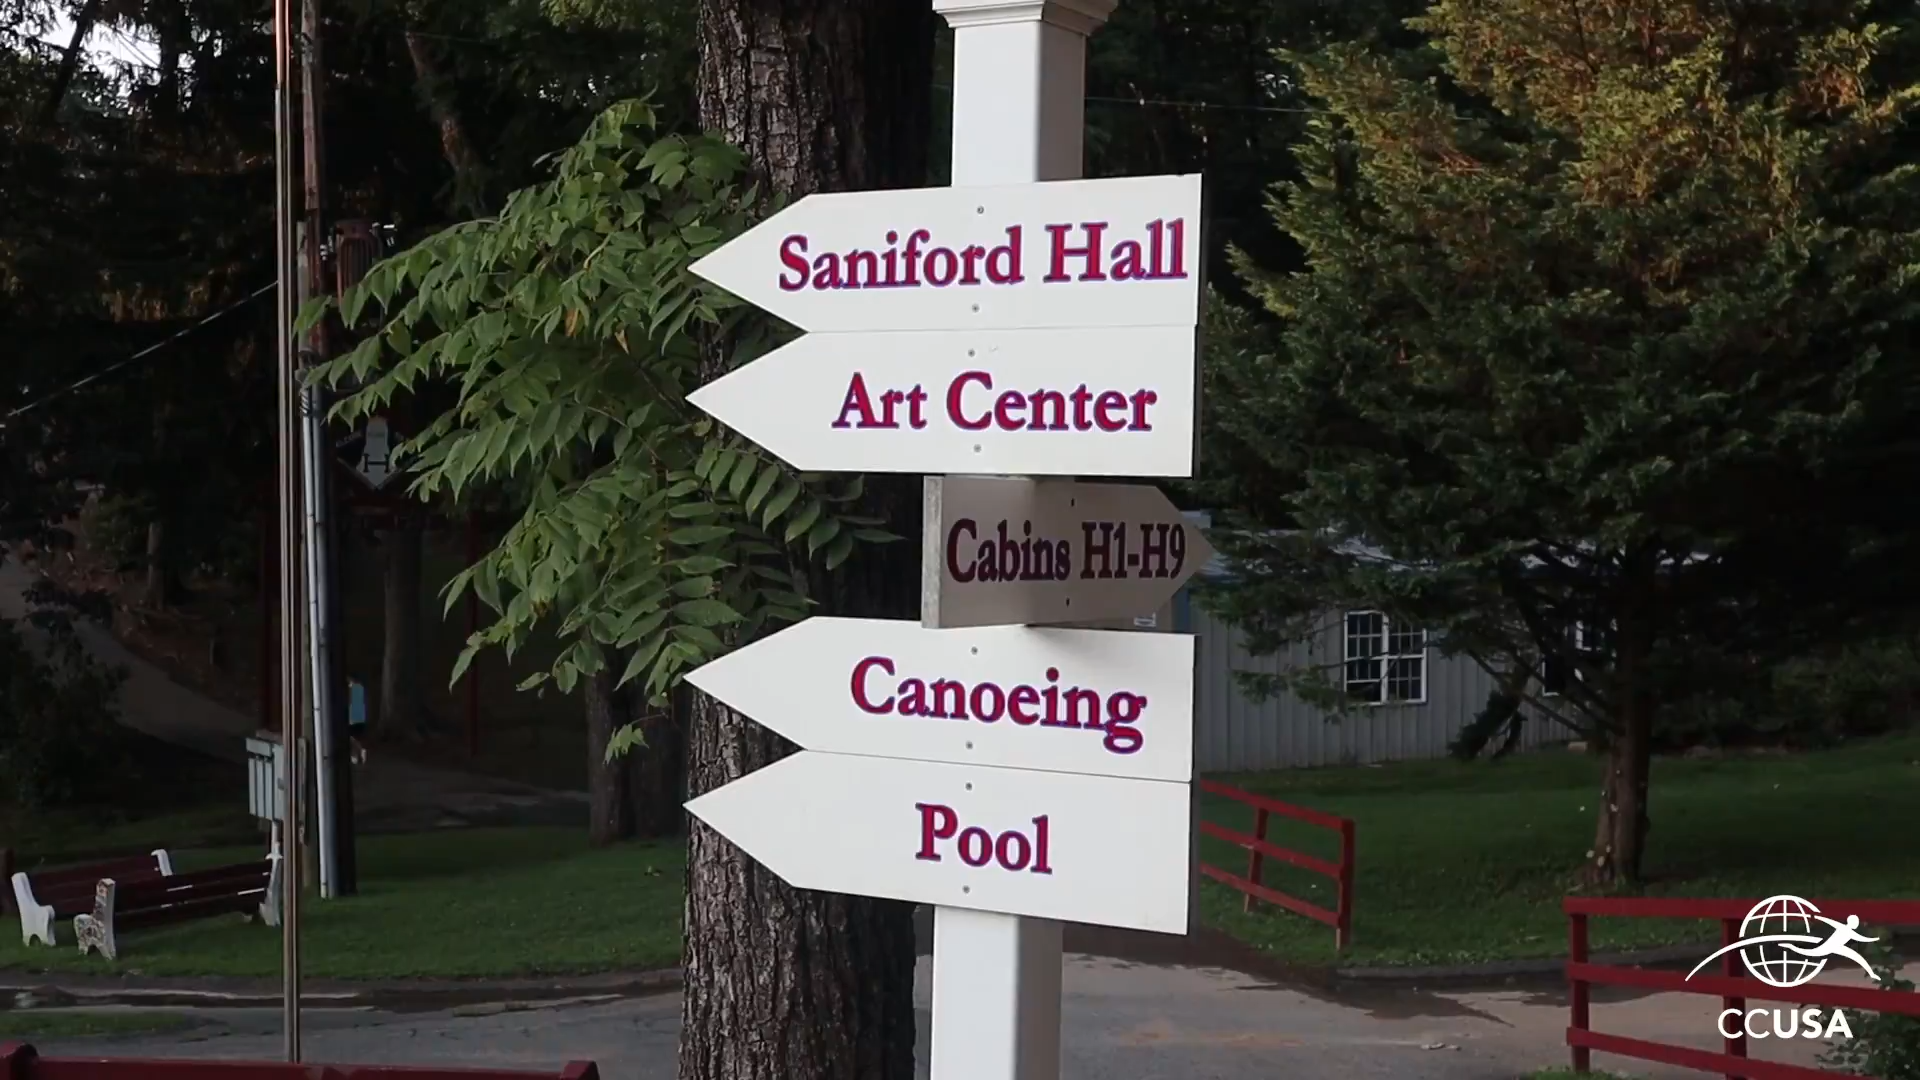 Saniford Hall
Art Center
Cabins H1-H9
Canoeing
Pool
H
CCUSA